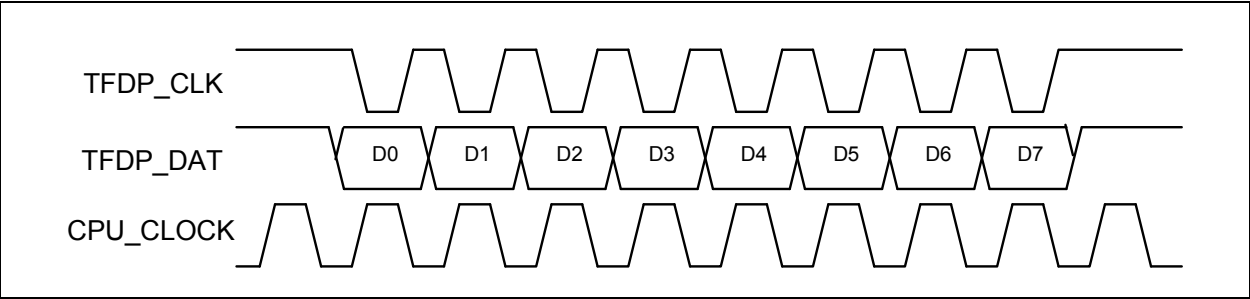 TFDP_CLK
TFDP_DAT D0 D1 D2 D3 D4 D5 D6 D7
CPU_CLOCK